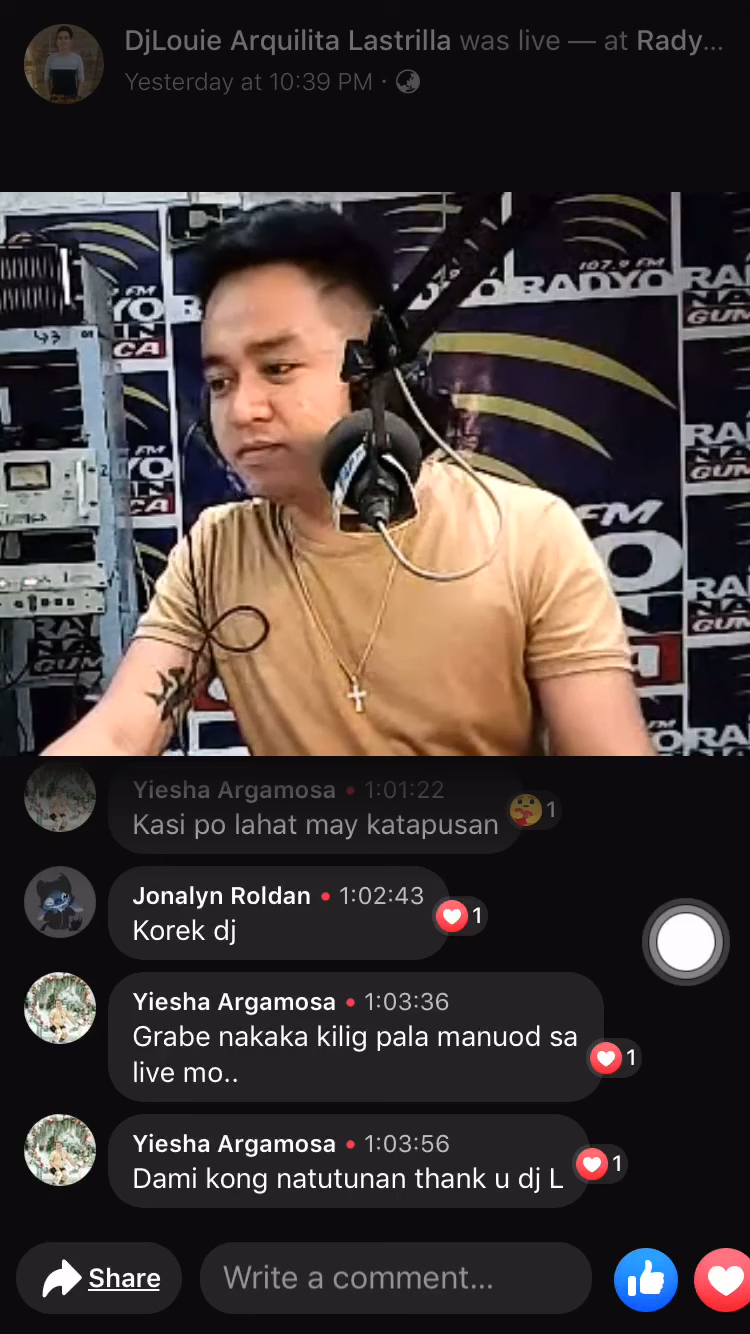 DjLouie Arquilita Lastrilla was live — at Rady...
Yesterday at 10:39 PM ·
107.9 FM
RADYO
FM
RADYO
Yiesha Argamosa • 1:01:22
Kasi po lahat may katapusan
1
Jonalyn Roldan • 1:02:43
Korek dj
1
Yiesha Argamosa • 1:03:36
Grabe nakaka kilig pala manuod sa
live mo..
1
Yiesha Argamosa • 1:03:56
Dami kong natutunan thank u dj L
1
Share
Write a comment...